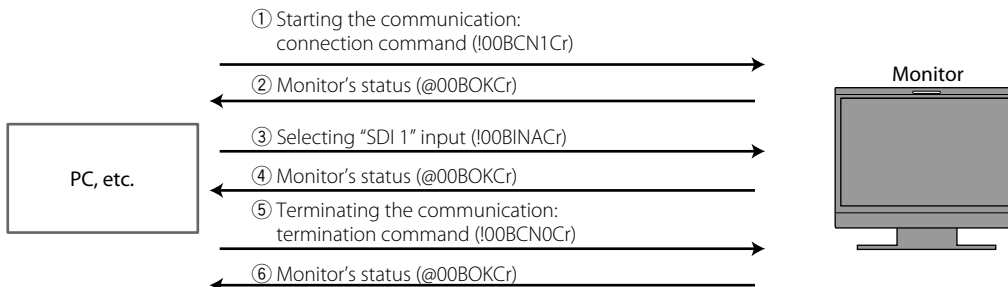 ① Starting the communication:
connection command (!00BCN1Cr)
② Monitor's status (@00BOKCr)
Monitor
③ Selecting “SDI 1” input (!00BINACr)
PC, etc.
④ Monitor's status (@00BOKCr)
⑤ Terminating the communication:
termination command (!00BCN0Cr)
⑥ Monitor's status (@00BOKCr)